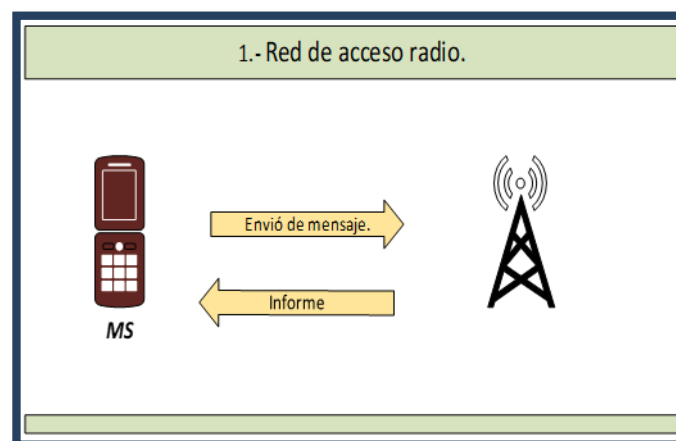 1.- Red de acceso radio.
Envió de mensaje.
Informe
MS